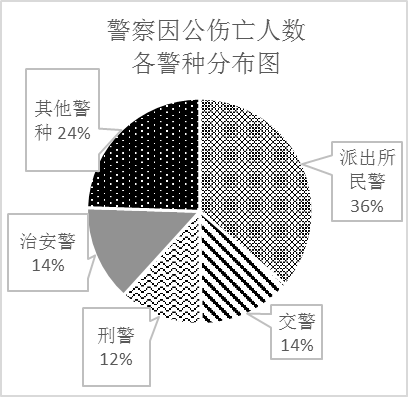 警察因公伤亡人数
各警种分布图
其他警
种 24%
派出所
民警
36%
治安警
14%
刑警
12%
交警
14%